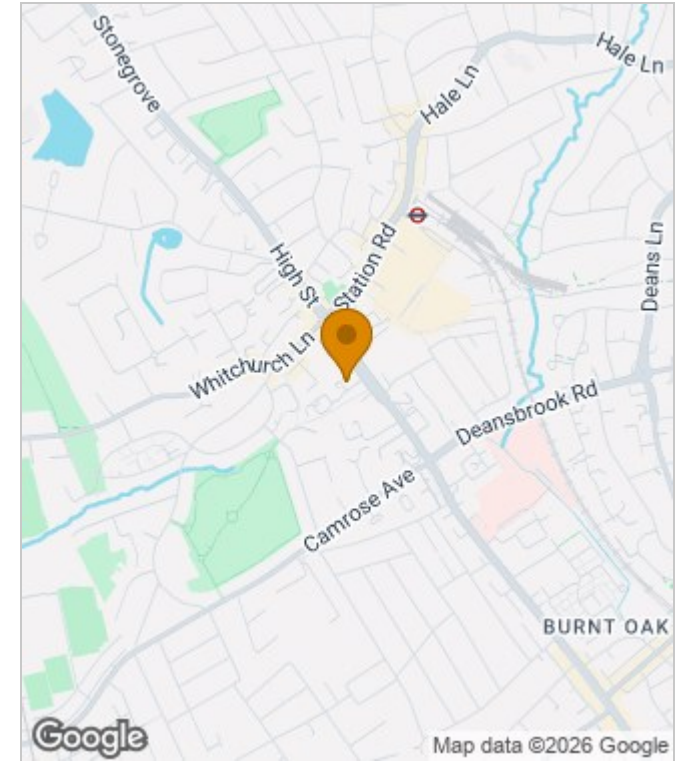 Stonegrove
Hale Ln
Hale Ln
High St
Station Rd
Deans Ln
Whitchurch Ln
Deansbrook Rd
Camrose Ave
BURNT OAK
Google
Map data ©2026 Google